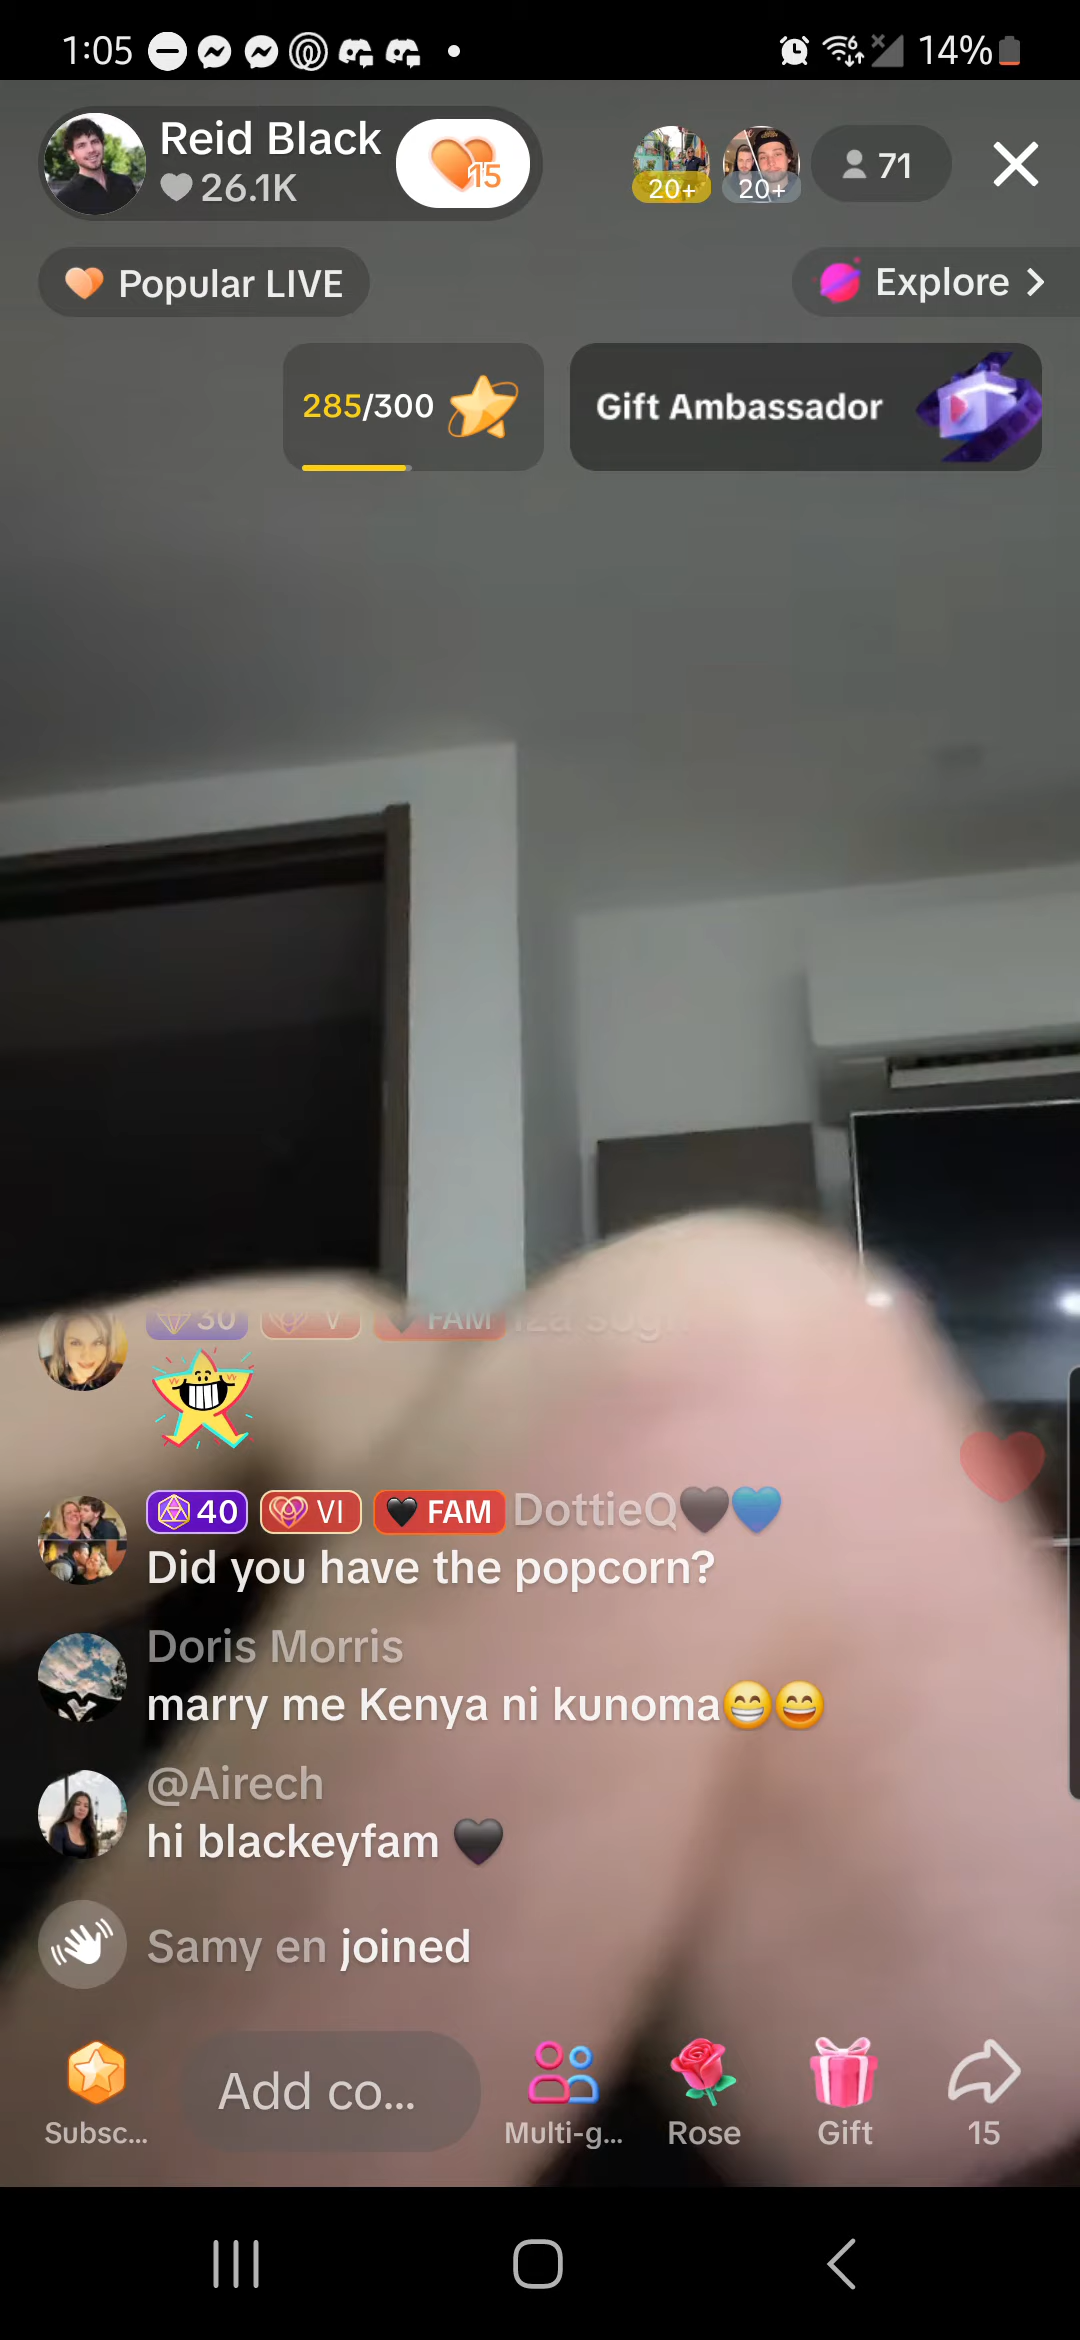 1:05
14%
Reid Black
26.1K
15
20+
20+
71
Popular LIVE
Explore
285/300
Gift Ambassador
30 V FAM
40 VI FAM DottieQ
Did you have the popcorn?
Doris Morris
marry me Kenya ni kunoma😁😄
@Airech
hi blackeyfam 🖤
Samy en joined
Add co...
Subsc...
Multi-g...
Rose
Gift
15